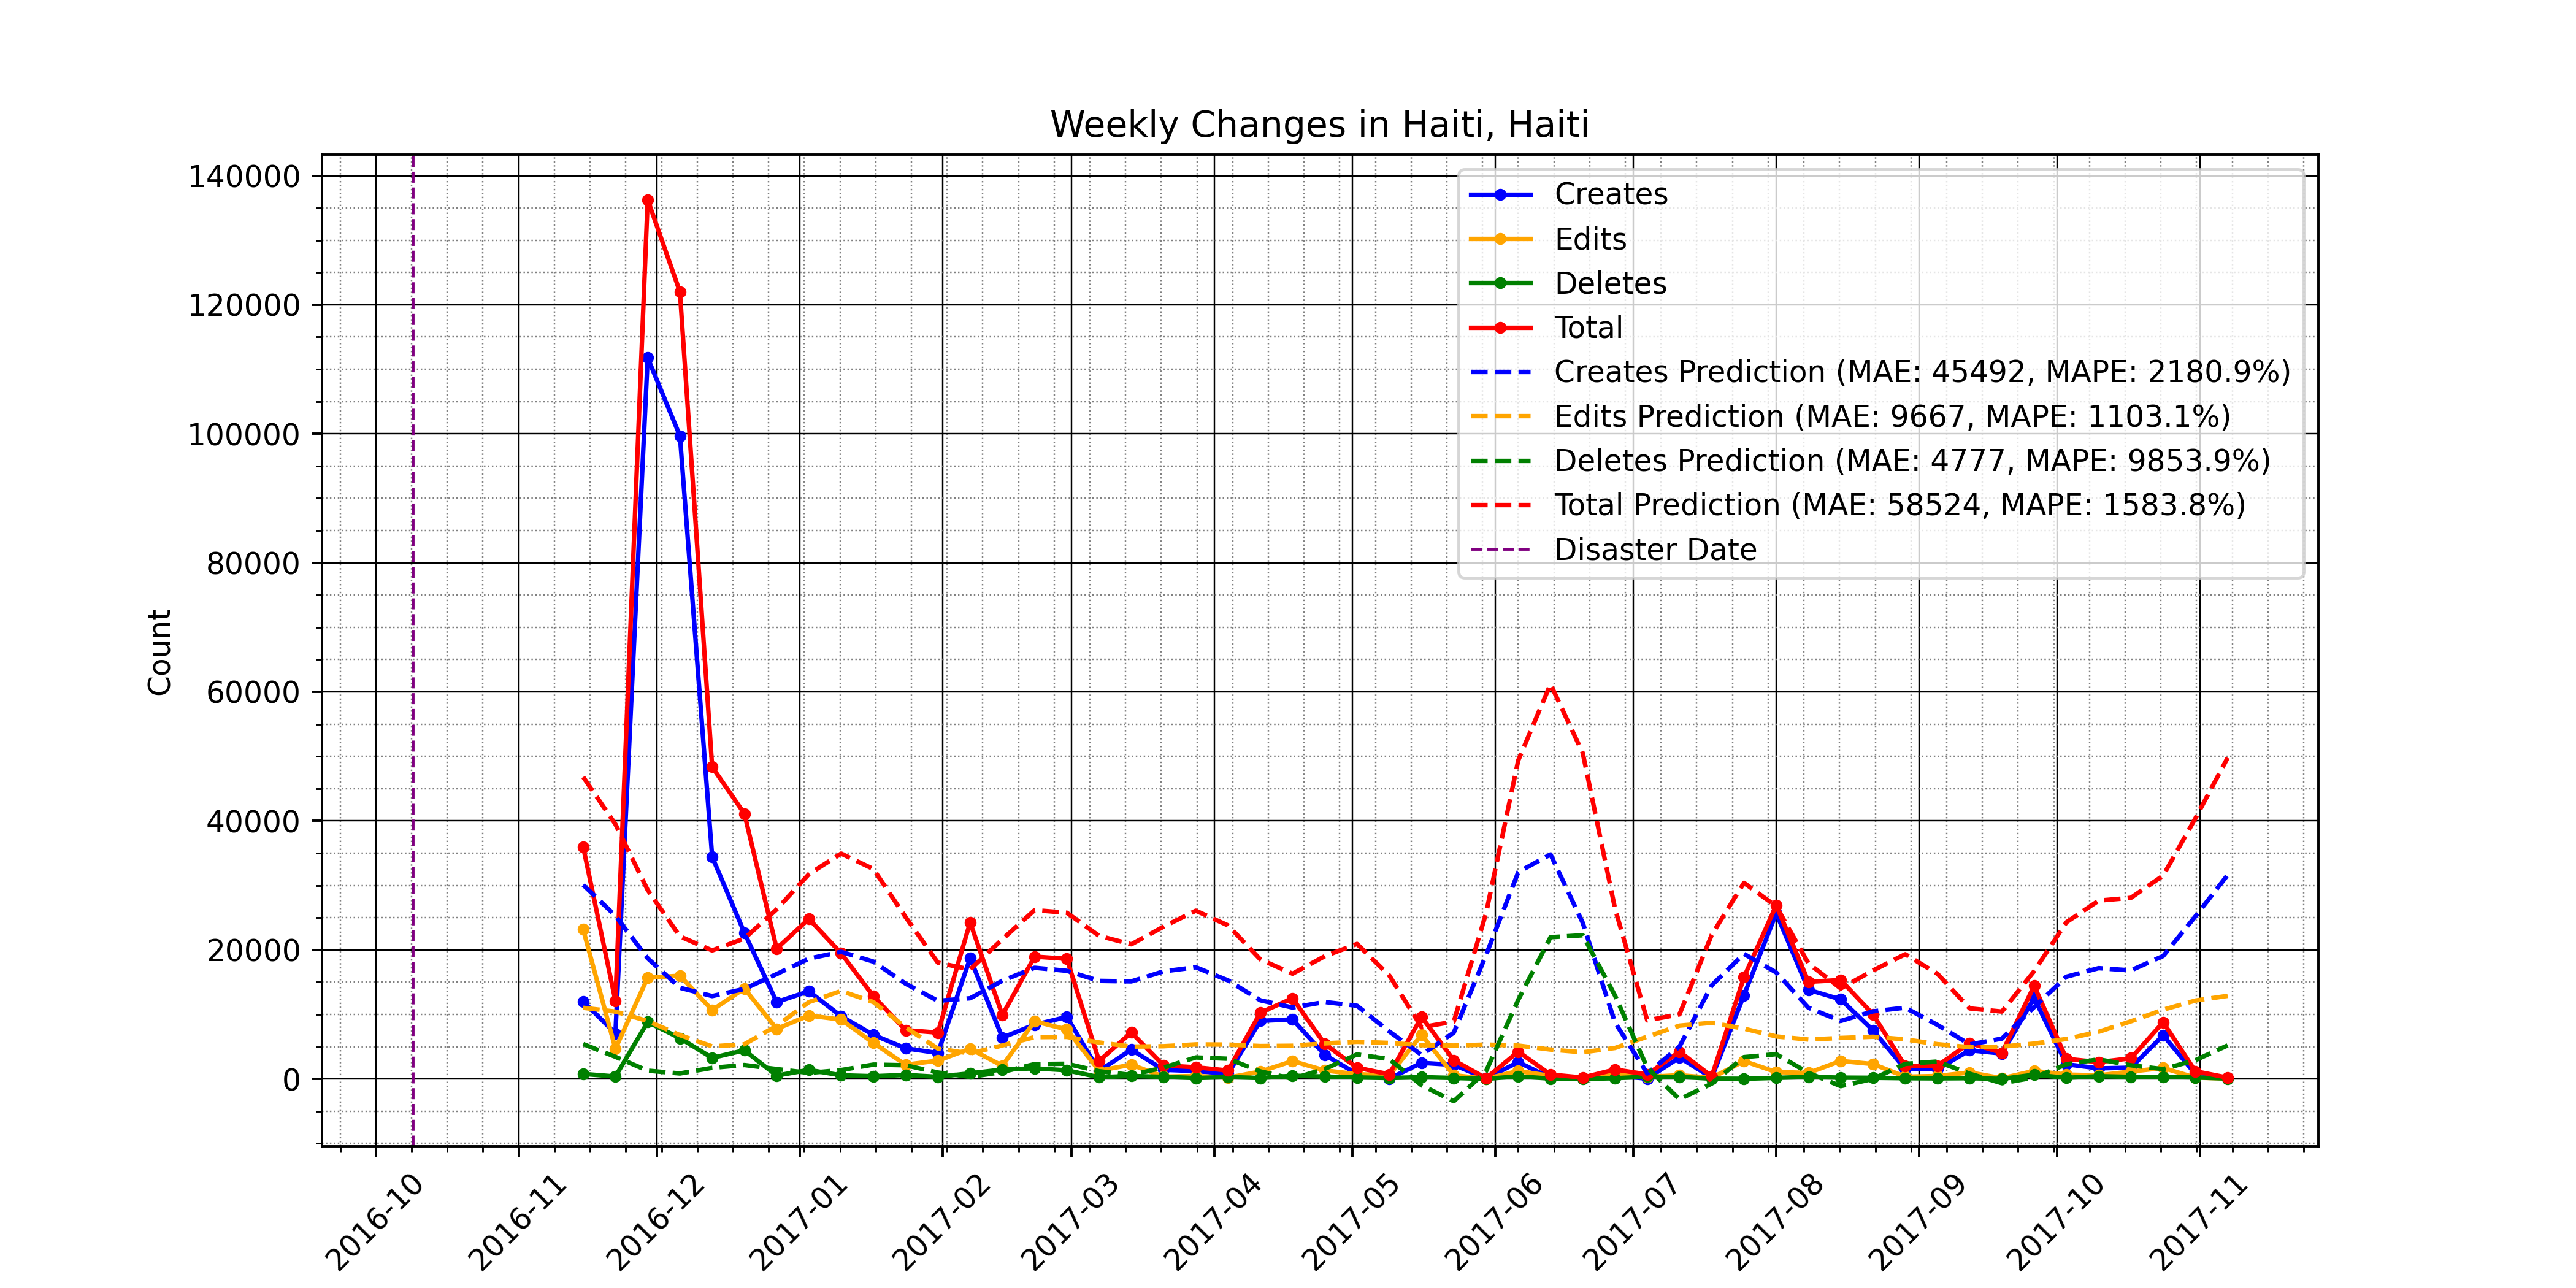 Weekly Changes in Haiti, Haiti
140000
120000
100000
80000
60000
40000
20000
0
Count
Creates
Edits
Deletes
Total
Creates Prediction (MAE: 45492, MAPE: 2180.9%)
Edits Prediction (MAE: 9667, MAPE: 1103.1%)
Deletes Prediction (MAE: 4777, MAPE: 9853.9%)
Total Prediction (MAE: 58524, MAPE: 1583.8%)
Disaster Date
2016-10
2016-11
2016-12
2017-01
2017-02
2017-03
2017-04
2017-05
2017-06
2017-07
2017-08
2017-09
2017-10
2017-11